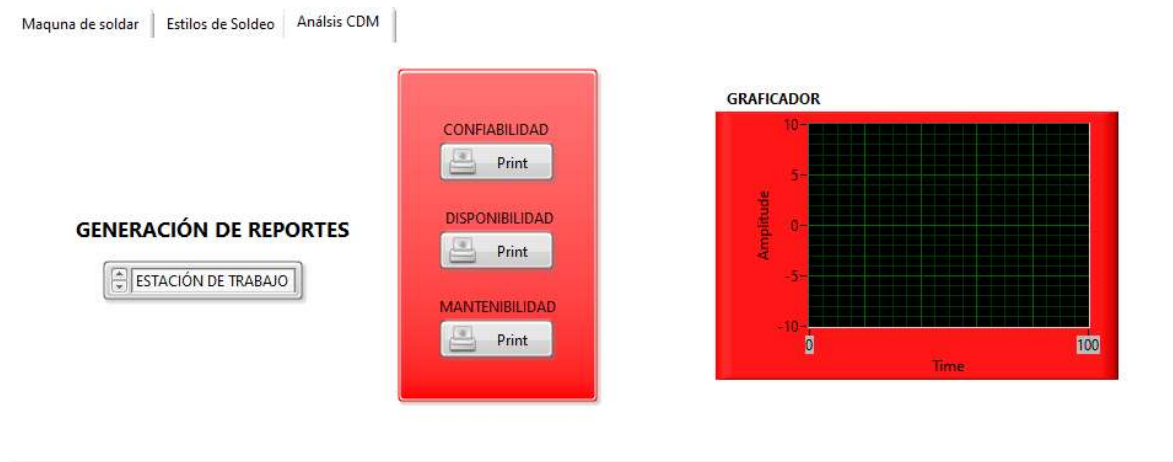 Maquna de soldar
Estilos de Soldeo
Análsis CDM
GENERACIÓN DE REPORTES
ESTACIÓN DE TRABAJO
CONFIABILIDAD
Print
DISPONIBILIDAD
Print
MANTENIBILIDAD
Print
GRAFICADOR
Amplitude
10
5
0
-5
-10
0
100
Time